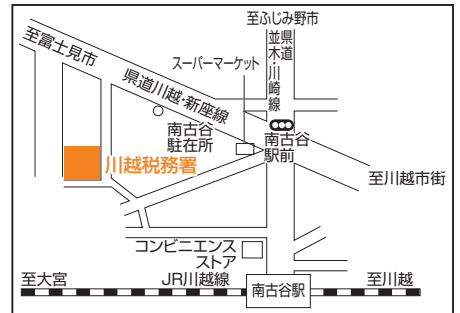 至ふじみ野市
至富士見市
県道
並木・川崎線
スーパーマーケット
県道川越・新座線
南古谷
駐在所
南古谷
駅前
川越税務署
至川越市街
コンビニエンス
ストア
至大宮
JR川越線
至川越
南古谷駅